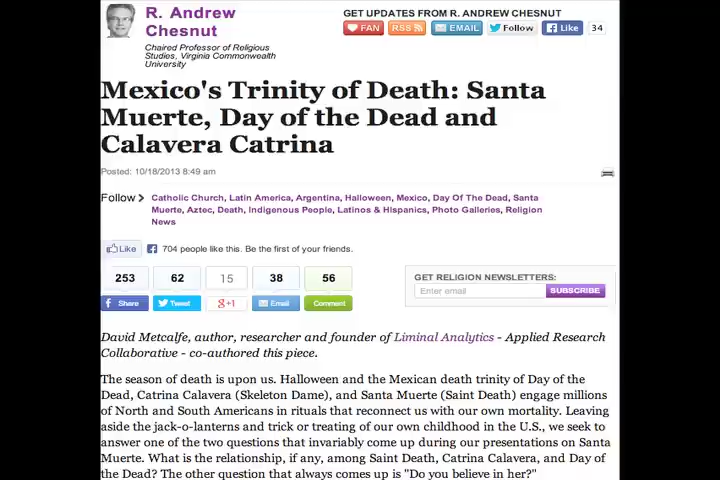 R. Andrew
Chesnut
Chaired Professor of Religious
Studies, Virginia Commonwealth
University
GET UPDATES FROM R. ANDREW CHESNUT
FAN
RSS
EMAIL
Follow
Like
34
Mexico's Trinity of Death: Santa
Muerte, Day of the Dead and
Calavera Catrina
Posted: 10/18/2013 8:49 am
Follow
Catholic Church, Latin America, Argentina, Halloween, Mexico, Day Of The Dead, Santa
Muerte, Aztec, Death, Indigenous People, Latinos & Hispanics, Photo Galleries, Religion
News
Like
704 people like this. Be the first of your friends.
253
62
15
38
56
Share
Tweet
g+1
Email
Comment
GET RELIGION NEWSLETTERS:
Enter email
SUBSCRIBE
David Metcalfe, author, researcher and founder of Liminal Analytics - Applied Research
Collaborative - co-authored this piece.
The season of death is upon us. Halloween and the Mexican death trinity of Day of the
Dead, Catrina Calavera (Skeleton Dame), and Santa Muerte (Saint Death) engage millions
of North and South Americans in rituals that reconnect us with our own mortality. Leaving
aside the jack-o-lanterns and trick or treating of our own childhood in the U.S., we seek to
answer one of the two questions that invariably come up during our presentations on Santa
Muerte. What is the relationship, if any, among Saint Death, Catrina Calavera, and Day of
the Dead? The other question that always comes up is "Do you believe in her?"